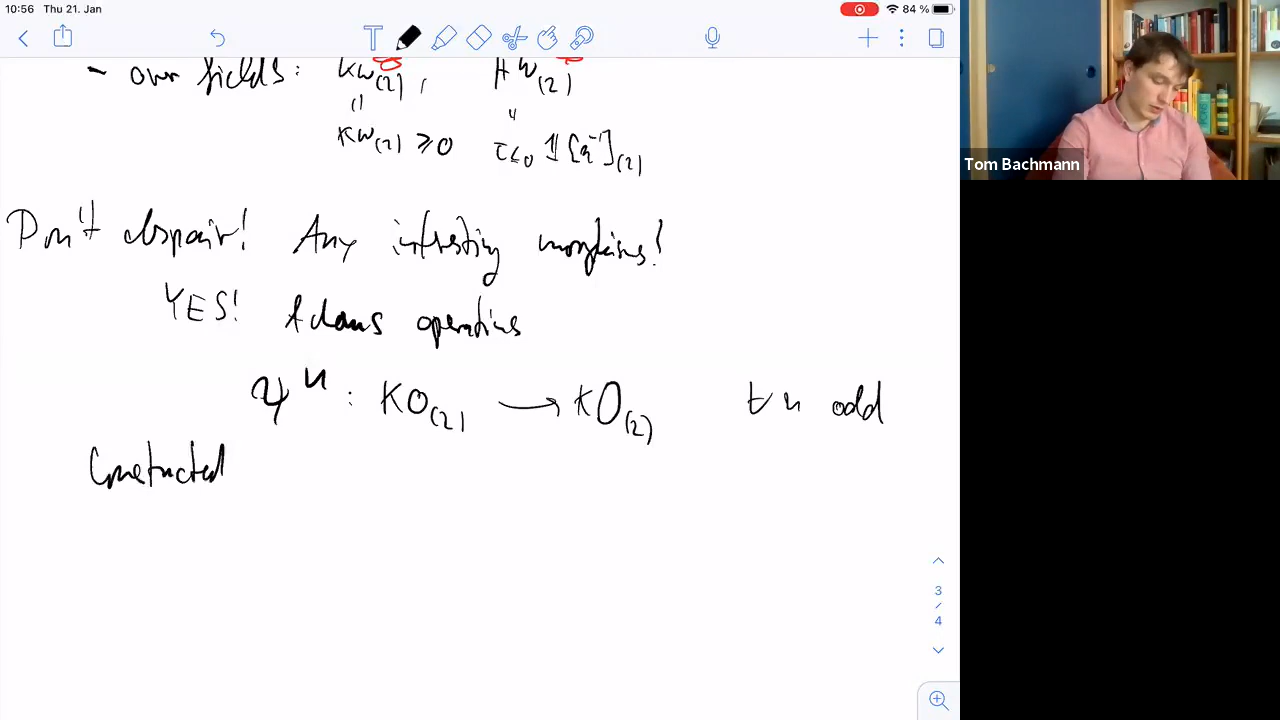 10:56 Thu 21. Jan
84 %
- over fields: KW(2), HW(2)
" "
KW(2) ≥0 τ≤0 𝟙[η⁻¹](2)
Tom Bachmann
Don't despair! Any interesting morphisms?
YES! Adams operations
ψⁿ : KO(2) → KO(2) ∀ n odd
Constructed
3
/
4